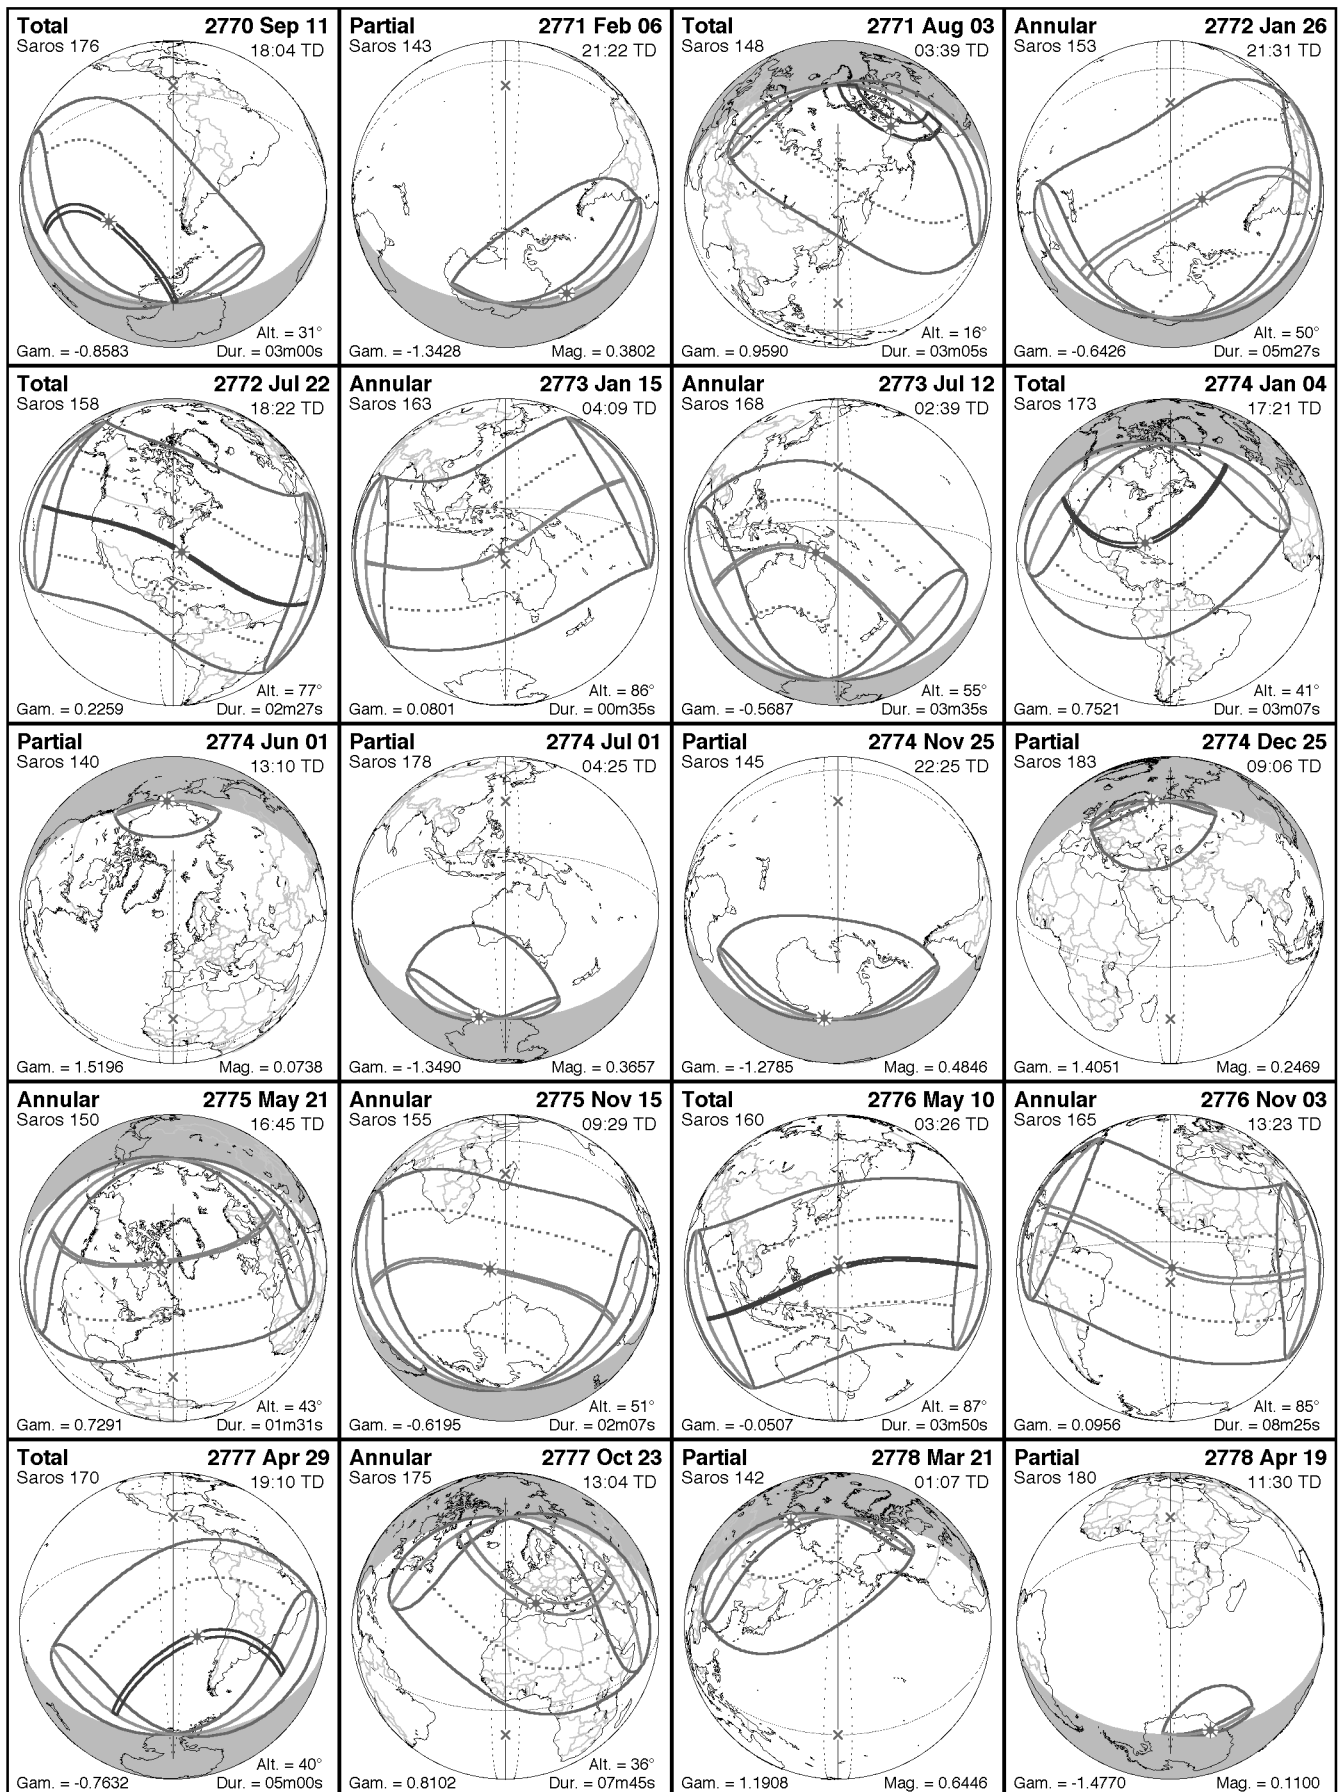 Total 2770 Sep 11
Saros 176 18:04 TD
Alt. = 31°
Gam. = -0.8583 Dur. = 03m00s
Partial 2771 Feb 06
Saros 143 21:22 TD
Gam. = -1.3428 Mag. = 0.3802
Total 2771 Aug 03
Saros 148 03:39 TD
Alt. = 16°
Gam. = 0.9590 Dur. = 03m05s
Annular 2772 Jan 26
Saros 153 21:31 TD
Alt. = 50°
Gam. = -0.6426 Dur. = 05m27s
Total 2772 Jul 22
Saros 158 18:22 TD
Alt. = 77°
Gam. = 0.2259 Dur. = 02m27s
Annular 2773 Jan 15
Saros 163 04:09 TD
Alt. = 86°
Gam. = 0.0801 Dur. = 00m35s
Annular 2773 Jul 12
Saros 168 02:39 TD
Alt. = 55°
Gam. = -0.5687 Dur. = 03m35s
Total 2774 Jan 04
Saros 173 17:21 TD
Alt. = 41°
Gam. = 0.7521 Dur. = 03m07s
Partial 2774 Jun 01
Saros 140 13:10 TD
Gam. = 1.5196 Mag. = 0.0738
Partial 2774 Jul 01
Saros 178 04:25 TD
Gam. = -1.3490 Mag. = 0.3657
Partial 2774 Nov 25
Saros 145 22:25 TD
Gam. = -1.2785 Mag. = 0.4846
Partial 2774 Dec 25
Saros 183 09:06 TD
Gam. = 1.4051 Mag. = 0.2469
Annular 2775 May 21
Saros 150 16:45 TD
Alt. = 43°
Gam. = 0.7291 Dur. = 01m31s
Annular 2775 Nov 15
Saros 155 09:29 TD
Alt. = 51°
Gam. = -0.6195 Dur. = 02m07s
Total 2776 May 10
Saros 160 03:26 TD
Alt. = 87°
Gam. = -0.0507 Dur. = 03m50s
Annular 2776 Nov 03
Saros 165 13:23 TD
Alt. = 85°
Gam. = 0.0956 Dur. = 08m25s
Total 2777 Apr 29
Saros 170 19:10 TD
Alt. = 40°
Gam. = -0.7632 Dur. = 05m00s
Annular 2777 Oct 23
Saros 175 13:04 TD
Alt. = 36°
Gam. = 0.8102 Dur. = 07m45s
Partial 2778 Mar 21
Saros 142 01:07 TD
Gam. = 1.1908 Mag. = 0.6446
Partial 2778 Apr 19
Saros 180 11:30 TD
Gam. = -1.4770 Mag. = 0.1100